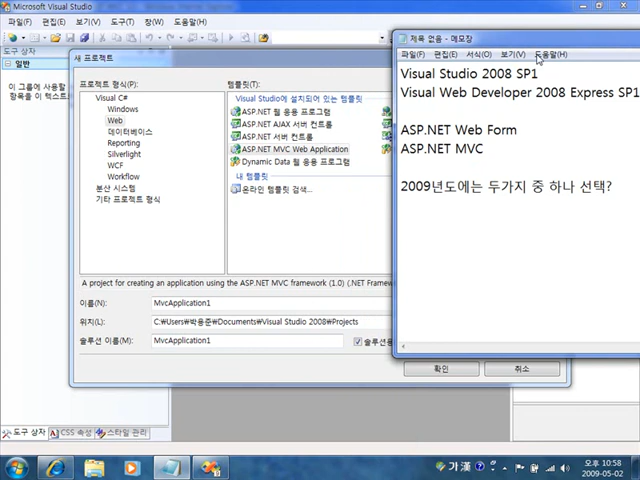 Microsoft Visual Studio
파일(F) 편집(E) 보기(V) 도구(T) 창(W) 도움말(H)
도구 상자
일반
이 그룹에 사용할
항목을 이 텍스트
새 프로젝트
프로젝트 형식(P):
Visual C#
Windows
Web
데이터베이스
Reporting
Silverlight
WCF
Workflow
분산 시스템
기타 프로젝트 형식
템플릿(T):
Visual Studio에 설치되어 있는 템플릿
ASP.NET 웹 응용 프로그램
ASP.NET AJAX 서버 컨트롤
ASP.NET 서버 컨트롤
ASP.NET MVC Web Application
Dynamic Data 웹 응용 프로그램
내 템플릿
온라인 템플릿 검색...
A project for creating an application using the ASP.NET MVC framework (1.0) (.NET Framew
이름(N): MvcApplication1
위치(L): C:\Users\박용준\Documents\Visual Studio 2008\Projects
솔루션 이름(M): MvcApplication1
솔루션용
확인 취소
제목 없음 - 메모장
파일(F) 편집(E) 서식(O) 보기(V) 도움말(H)
Visual Studio 2008 SP1
Visual Web Developer 2008 Express SP1
ASP.NET Web Form
ASP.NET MVC
2009년도에는 두가지 중 하나 선택?
도구 상자 CSS 속성 스타일 관리
가 漢
오후 10:58
2009-05-02